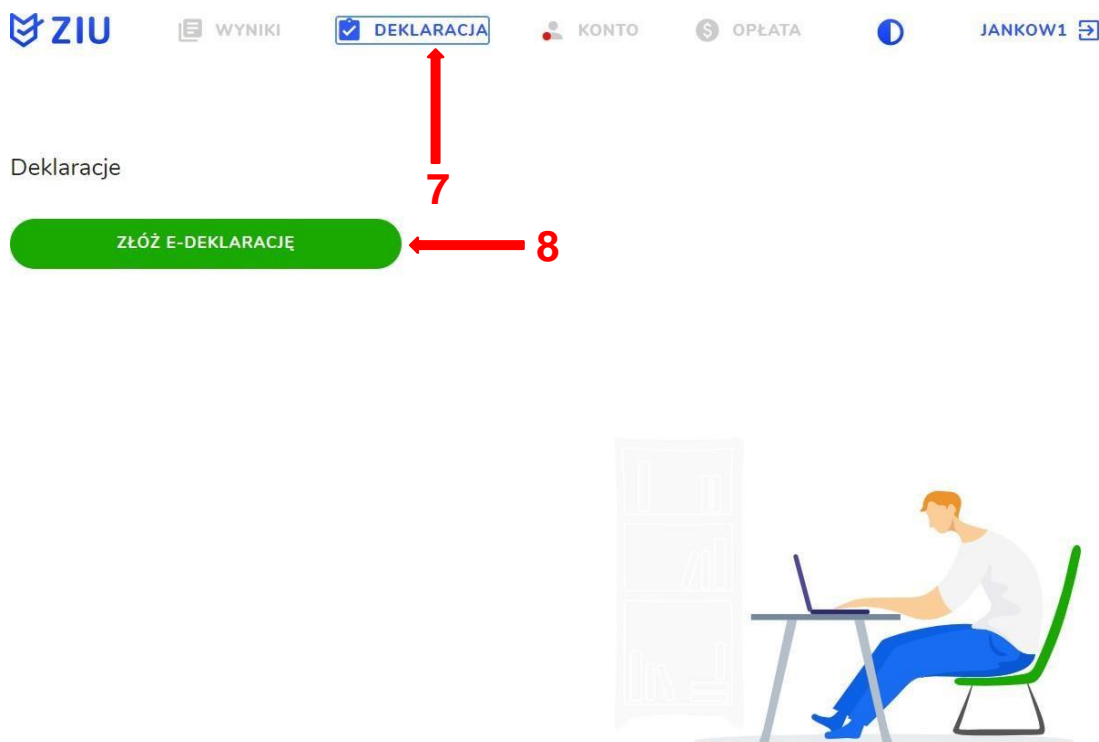 ZIU WYNIKI DEKLARACJA KONTO OPŁATA JANKOW1
Deklaracje
7
ZŁÓŻ E-DEKLARACJĘ 8